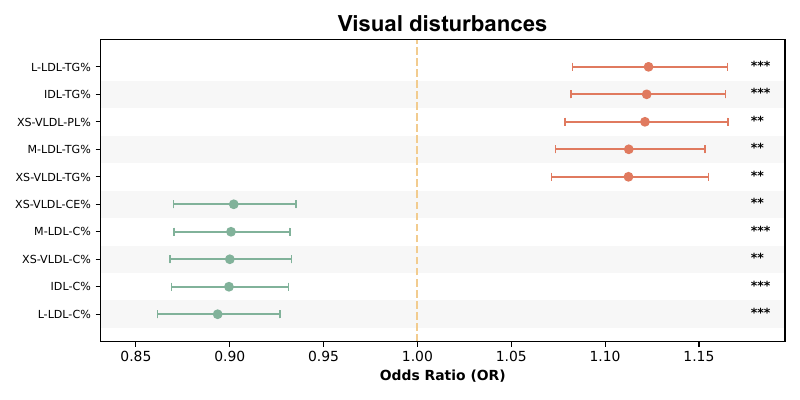 Visual disturbances
L-LDL-TG% ***
IDL-TG% ***
XS-VLDL-PL% **
M-LDL-TG% **
XS-VLDL-TG% **
XS-VLDL-CE% **
M-LDL-C% ***
XS-VLDL-C% **
IDL-C% ***
L-LDL-C% ***
0.85 0.90 0.95 1.00 1.05 1.10 1.15
Odds Ratio (OR)